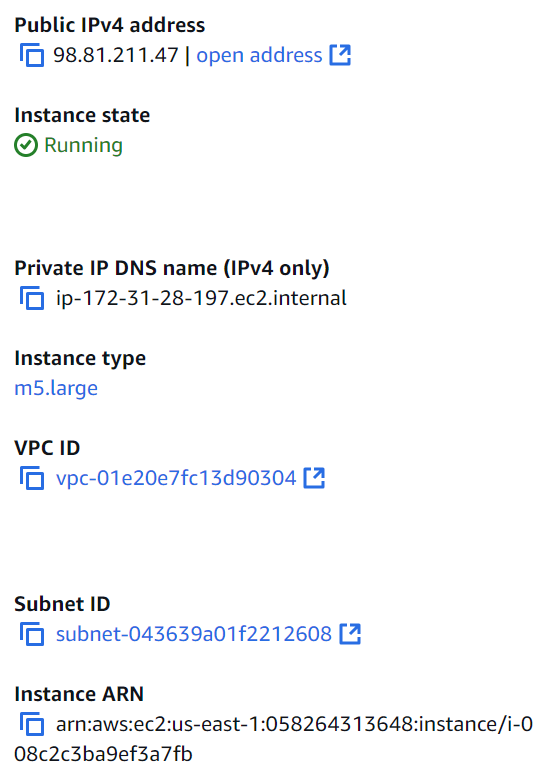 Public IPv4 address
98.81.211.47 | open address
Instance state
Running
Private IP DNS name (IPv4 only)
ip-172-31-28-197.ec2.internal
Instance type
m5.large
VPC ID
vpc-01e20e7fc13d90304
Subnet ID
subnet-043639a01f2212608
Instance ARN
arn:aws:ec2:us-east-1:058264313648:instance/i-0
08c2c3ba9ef3a7fb